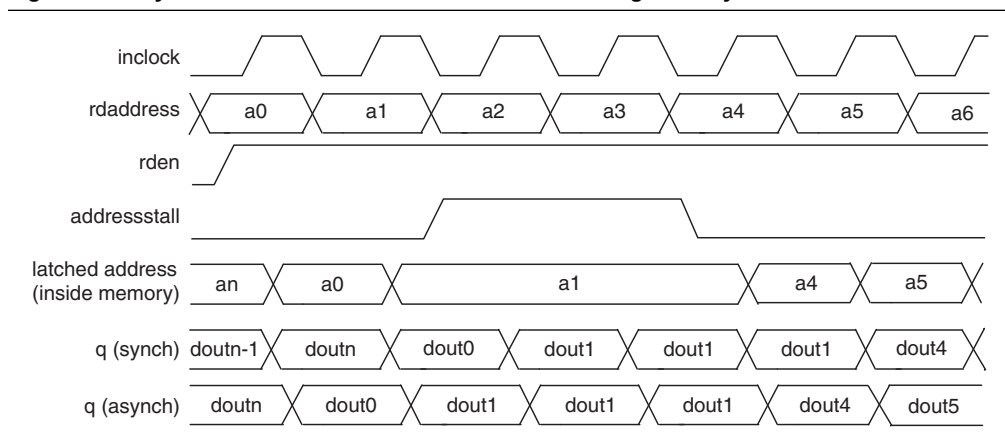 inclock
rdaddress a0 a1 a2 a3 a4 a5 a6
rden
addressstall
latched address
(inside memory) an a0 a1 a4 a5
q (synch) doutn-1 doutn dout0 dout1 dout1 dout1 dout4
q (asynch) doutn dout0 dout1 dout1 dout1 dout4 dout5